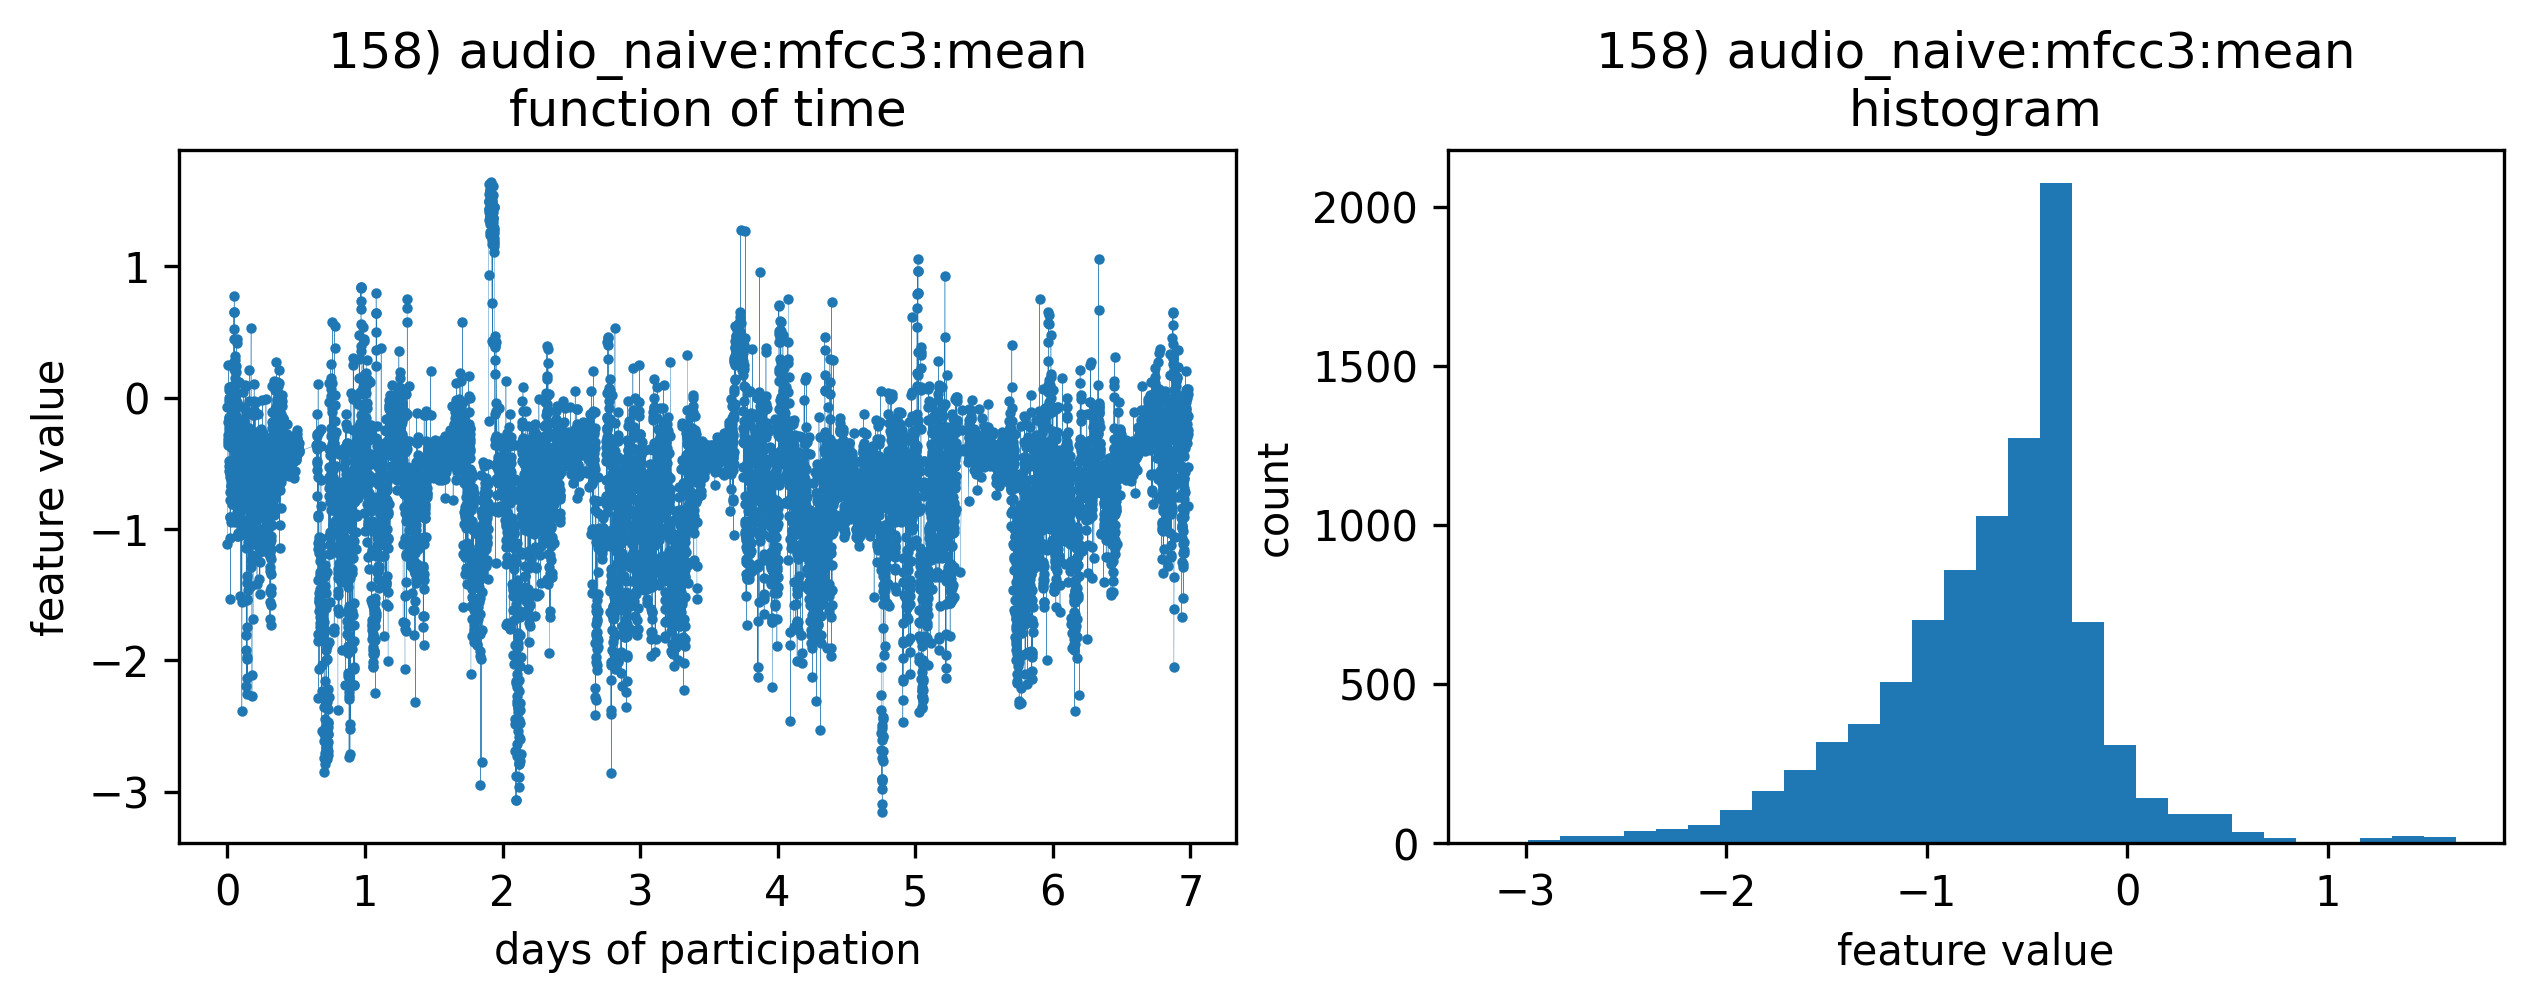 158) audio_naive:mfcc3:mean
function of time
feature value
1
0
−1
−2
−3
0 1 2 3 4 5 6 7
days of participation
158) audio_naive:mfcc3:mean
histogram
count
2000
1500
1000
500
0
−3 −2 −1 0 1
feature value